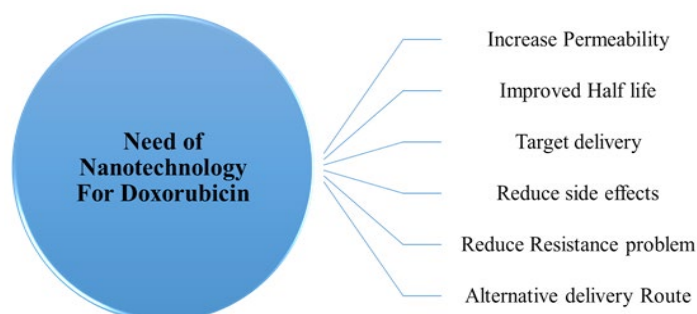 Need of
Nanotechnology
For Doxorubicin
Increase Permeability
Improved Half life
Target delivery
Reduce side effects
Reduce Resistance problem
Alternative delivery Route